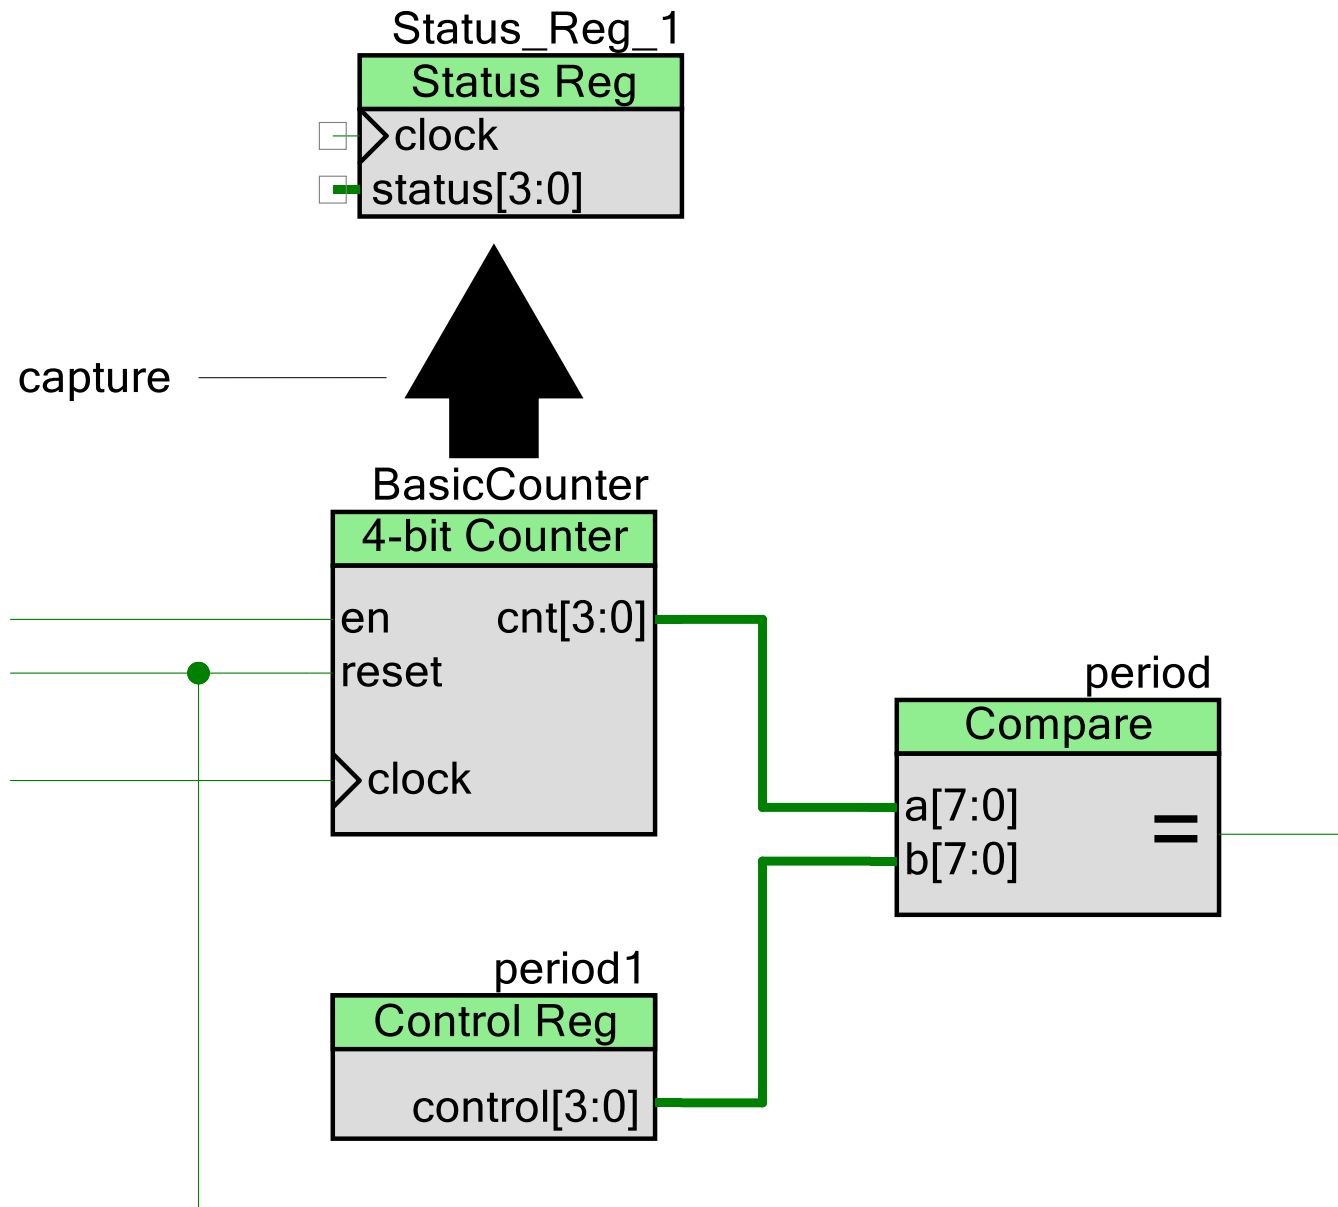 Status_Reg_1
Status Reg
clock
status[3:0]
capture
BasicCounter
4-bit Counter
en cnt[3:0]
reset
clock
period
Compare
a[7:0]
=
b[7:0]
period1
Control Reg
control[3:0]